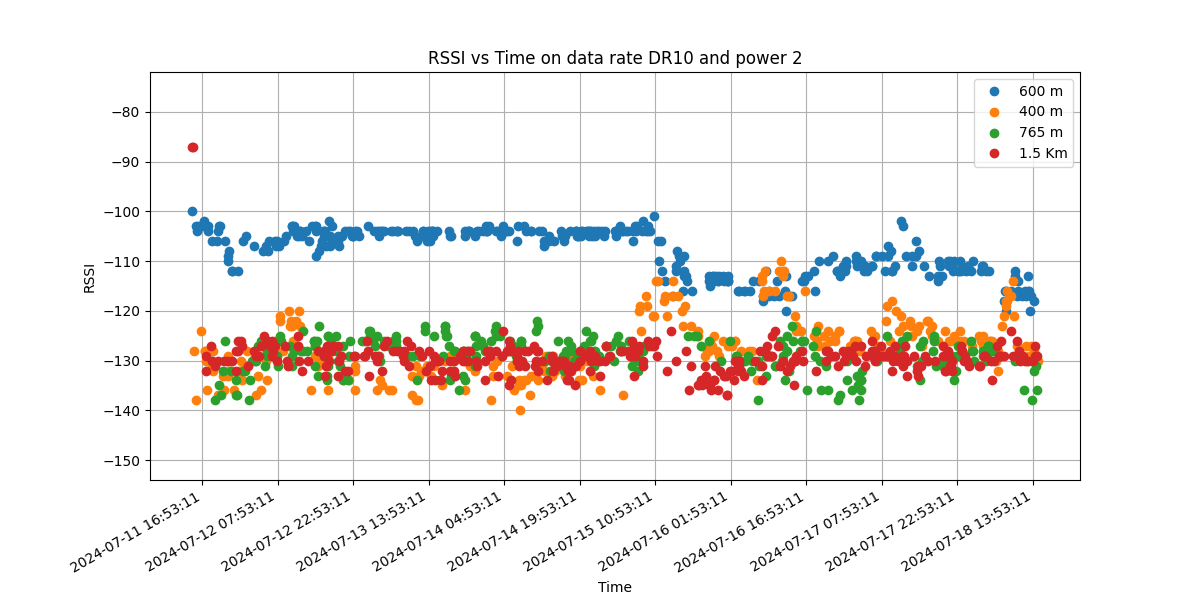 RSSI vs Time on data rate DR10 and power 2
600 m
400 m
765 m
1.5 Km
RSSI
−80
−90
−100
−110
−120
−130
−140
−150
2024-07-11 16:53:11
2024-07-12 07:53:11
2024-07-12 22:53:11
2024-07-13 13:53:11
2024-07-14 04:53:11
2024-07-14 19:53:11
2024-07-15 10:53:11
2024-07-16 01:53:11
2024-07-16 16:53:11
2024-07-17 07:53:11
2024-07-17 22:53:11
2024-07-18 13:53:11
Time